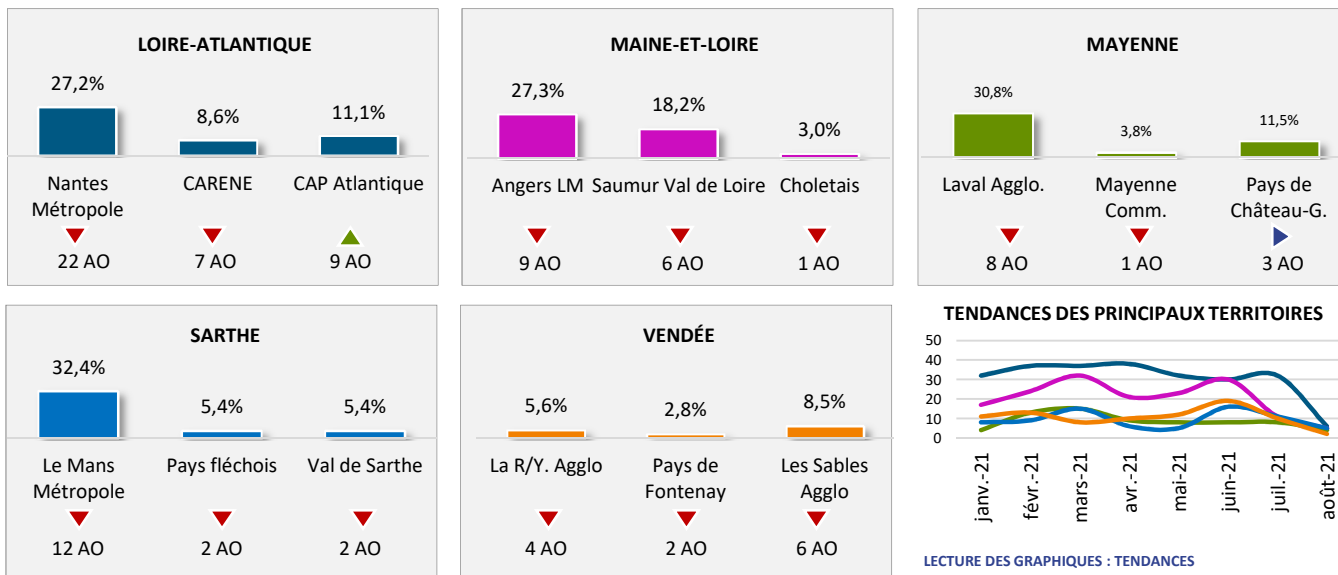 LOIRE-ATLANTIQUE
27,2%
8,6%
11,1%
Nantes
Métropole
CARENE
CAP Atlantique
22 AO
7 AO
9 AO
MAINE-ET-LOIRE
27,3%
18,2%
3,0%
Angers LM
Saumur Val de Loire
Choletais
9 AO
6 AO
1 AO
MAYENNE
30,8%
3,8%
11,5%
Laval Agglo.
Mayenne
Comm.
Pays de
Château-G.
8 AO
1 AO
3 AO
SARTHE
32,4%
5,4%
5,4%
Le Mans
Métropole
Pays fléchois
Val de Sarthe
12 AO
2 AO
2 AO
VENDÉE
5,6%
2,8%
8,5%
La R/Y. Agglo
Pays de
Fontenay
Les Sables
Agglo
4 AO
2 AO
6 AO
TENDANCES DES PRINCIPAUX TERRITOIRES
50
40
30
20
10
0
janv.-21
févr.-21
mars-21
avr.-21
mai-21
juin-21
juil.-21
août-21
LECTURE DES GRAPHIQUES : TENDANCES